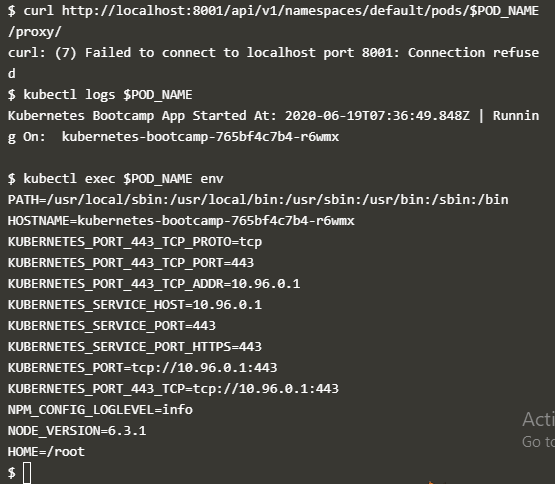 $ curl http://localhost:8001/api/v1/namespaces/default/pods/$POD_NAME
/proxy/
curl: (7) Failed to connect to localhost port 8001: Connection refuse
d
$ kubectl logs $POD_NAME
Kubernetes Bootcamp App Started At: 2020-06-19T07:36:49.848Z | Runnin
g On:  kubernetes-bootcamp-765bf4c7b4-r6wmx
$ kubectl exec $POD_NAME env
PATH=/usr/local/sbin:/usr/local/bin:/usr/sbin:/usr/bin:/sbin:/bin
HOSTNAME=kubernetes-bootcamp-765bf4c7b4-r6wmx
KUBERNETES_PORT_443_TCP_PROTO=tcp
KUBERNETES_PORT_443_TCP_PORT=443
KUBERNETES_PORT_443_TCP_ADDR=10.96.0.1
KUBERNETES_SERVICE_HOST=10.96.0.1
KUBERNETES_SERVICE_PORT=443
KUBERNETES_SERVICE_PORT_HTTPS=443
KUBERNETES_PORT=tcp://10.96.0.1:443
KUBERNETES_PORT_443_TCP=tcp://10.96.0.1:443
NPM_CONFIG_LOGLEVEL=info
NODE_VERSION=6.3.1
HOME=/root
$
Acti
Go to